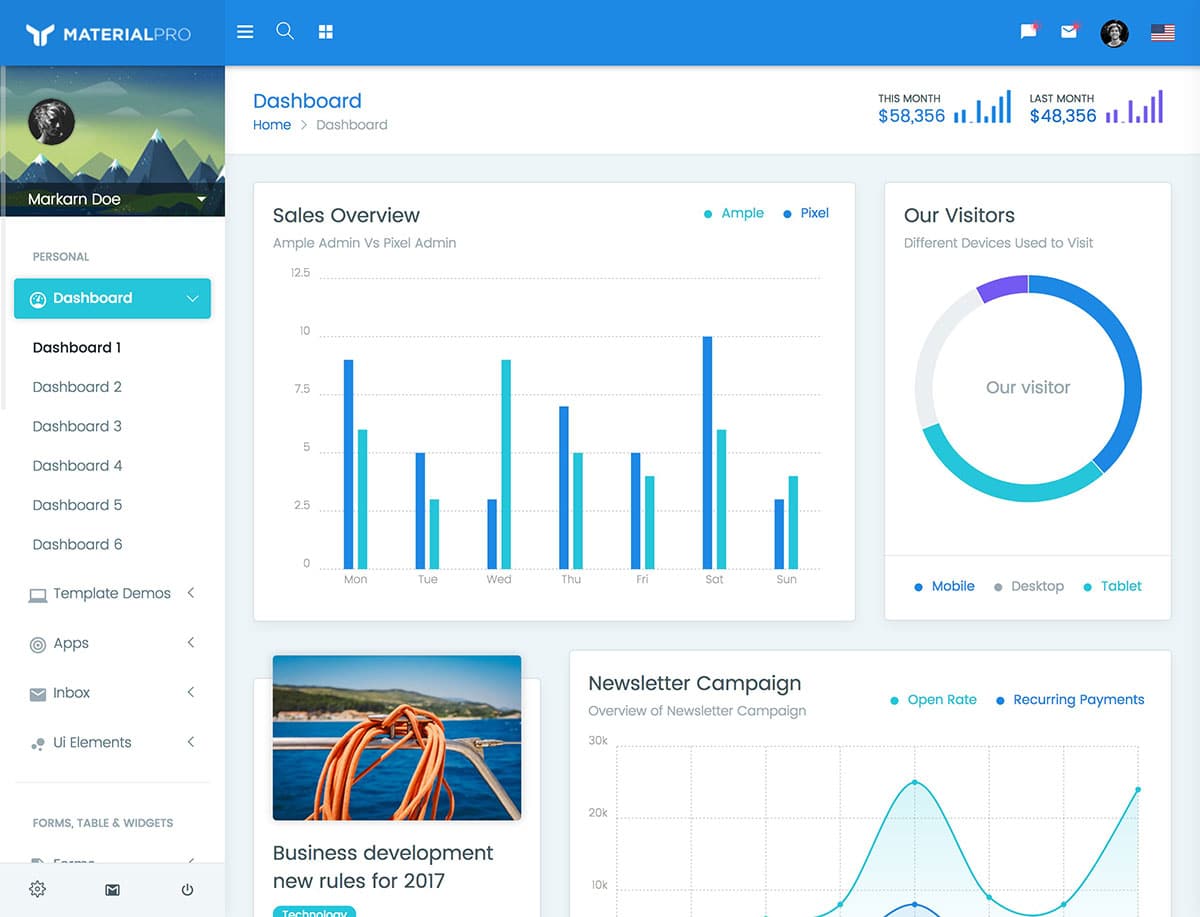 MATERIALPRO
Markarn Doe
PERSONAL
Dashboard
Dashboard 1
Dashboard 2
Dashboard 3
Dashboard 4
Dashboard 5
Dashboard 6
Template Demos
Apps
Inbox
Ui Elements
FORMS, TABLE & WIDGETS
Forms
Dashboard
Home > Dashboard
THIS MONTH
$58,356
LAST MONTH
$48,356
Sales Overview
Ample Admin Vs Pixel Admin
Ample Pixel
12.5
10
7.5
5
2.5
0
Mon Tue Wed Thu Fri Sat Sun
Our Visitors
Different Devices Used to Visit
Our visitor
Mobile Desktop Tablet
Business development
new rules for 2017
Technology
Newsletter Campaign
Overview of Newsletter Campaign
Open Rate Recurring Payments
30k
20k
10k